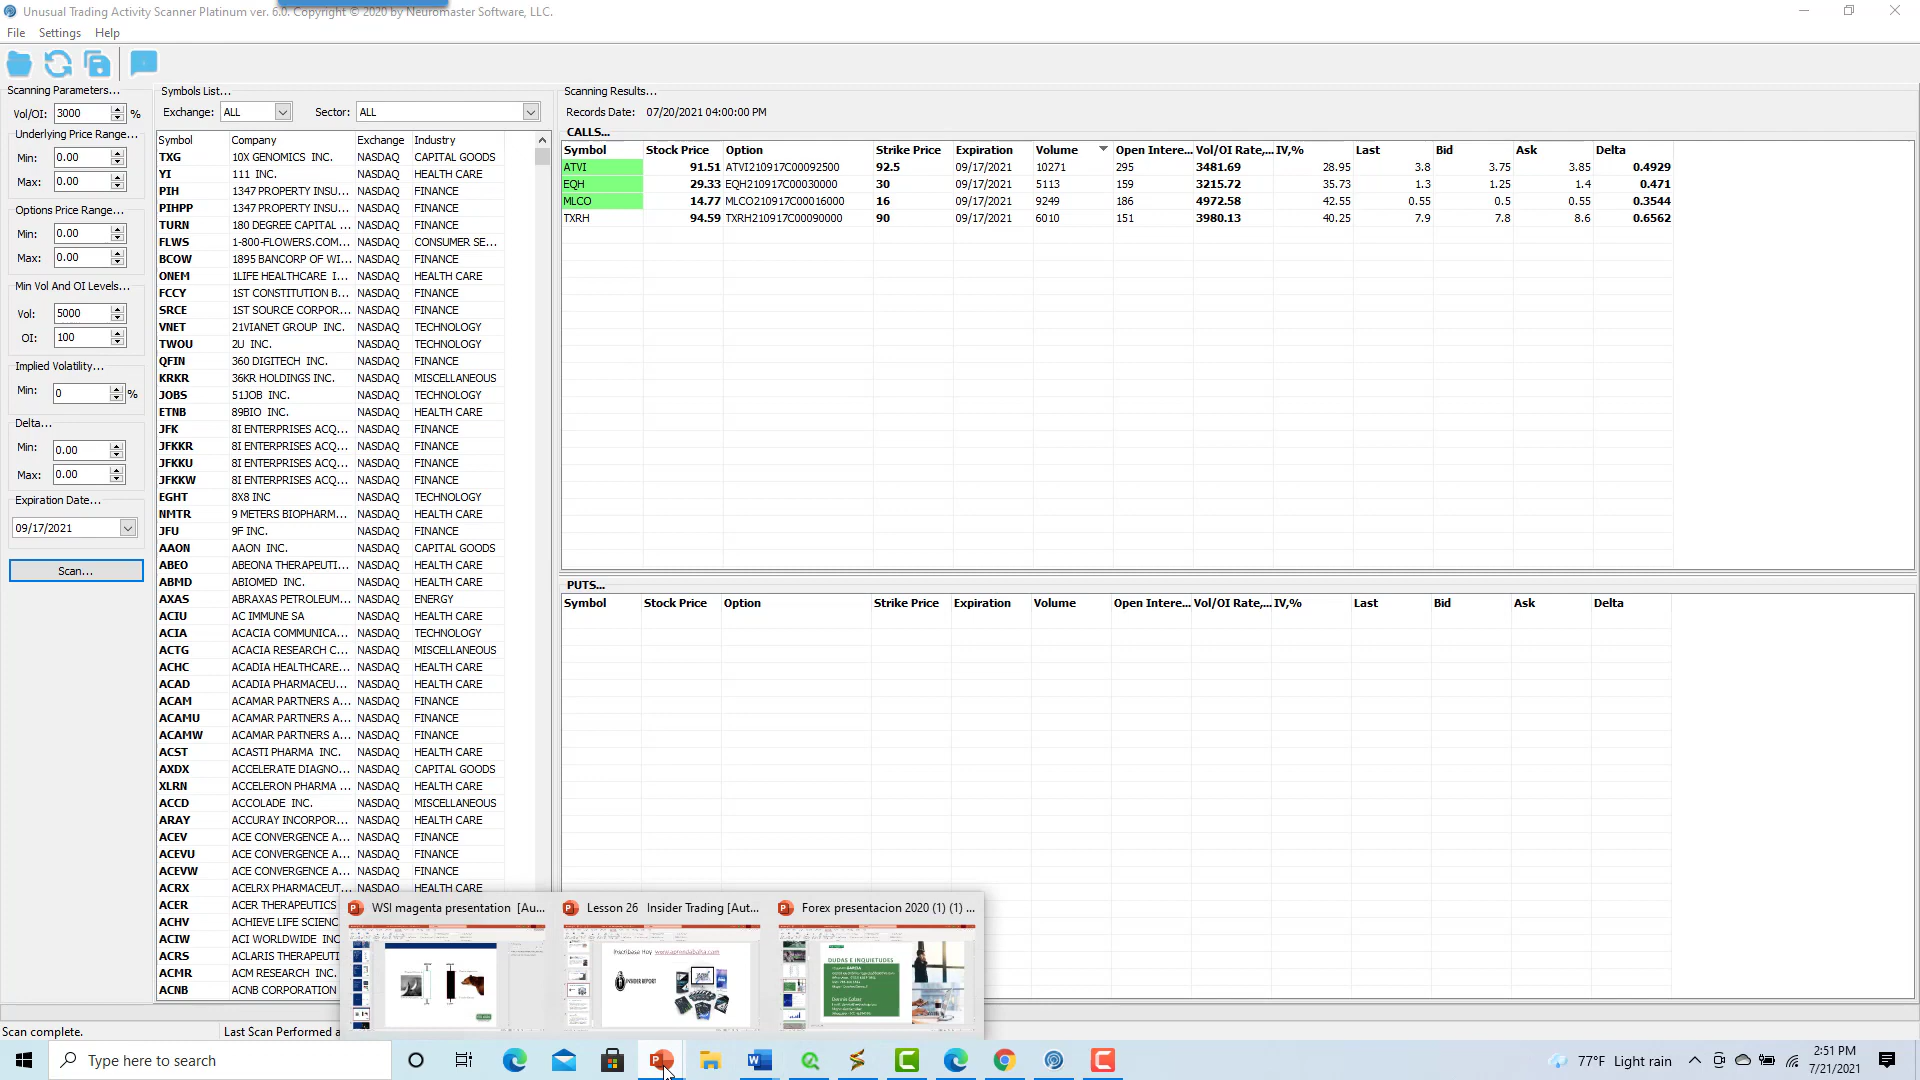 Unusual Trading Activity Scanner Platinum ver. 6.0. Copyright © 2020 by Neuromaster Software, LLC.
File Settings Help
Scanning Parameters...
Vol/OI: 3000 %
Underlying Price Range...
Min: 0.00
Max: 0.00
Options Price Range...
Min: 0.00
Max: 0.00
Min Vol And OI Levels...
Vol: 5000
OI: 100
Implied Volatility...
Min: 0 %
Delta...
Min: 0.00
Max: 0.00
Expiration Date...
09/17/2021
Scan...
Symbols List...
Exchange: ALL Sector: ALL
Symbol Company Exchange Industry
TXG 10X GENOMICS INC. NASDAQ CAPITAL GOODS
YI 111 INC. NASDAQ HEALTH CARE
PIH 1347 PROPERTY INSU... NASDAQ FINANCE
PIHPP 1347 PROPERTY INSU... NASDAQ FINANCE
TURN 180 DEGREE CAPITAL ... NASDAQ FINANCE
FLWS 1-800-FLOWERS.COM... NASDAQ CONSUMER SE...
BCOW 1895 BANCORP OF WI... NASDAQ FINANCE
ONEM 1LIFE HEALTHCARE I... NASDAQ HEALTH CARE
FCCY 1ST CONSTITUTION B... NASDAQ FINANCE
SRCE 1ST SOURCE CORPOR... NASDAQ FINANCE
VNET 21VIANET GROUP INC. NASDAQ TECHNOLOGY
TWOU 2U INC. NASDAQ TECHNOLOGY
QFIN 360 DIGITECH INC. NASDAQ FINANCE
KRKR 36KR HOLDINGS INC. NASDAQ MISCELLANEOUS
JOBS 51JOB INC. NASDAQ TECHNOLOGY
ETNB 89BIO INC. NASDAQ HEALTH CARE
JFK 8I ENTERPRISES ACQ... NASDAQ FINANCE
JFKKR 8I ENTERPRISES ACQ... NASDAQ FINANCE
JFKKU 8I ENTERPRISES ACQ... NASDAQ FINANCE
JFKKW 8I ENTERPRISES ACQ... NASDAQ FINANCE
EGHT 8X8 INC NASDAQ TECHNOLOGY
NMTR 9 METERS BIOPHARM... NASDAQ HEALTH CARE
JFU 9F INC. NASDAQ FINANCE
AAON AAON INC. NASDAQ CAPITAL GOODS
ABEO ABEONA THERAPEUTI... NASDAQ HEALTH CARE
ABMD ABIOMED INC. NASDAQ HEALTH CARE
AXAS ABRAXAS PETROLEUM... NASDAQ ENERGY
ACIU AC IMMUNE SA NASDAQ HEALTH CARE
ACIA ACACIA COMMUNICA... NASDAQ TECHNOLOGY
ACTG ACACIA RESEARCH C... NASDAQ MISCELLANEOUS
ACHC ACADIA HEALTHCARE... NASDAQ HEALTH CARE
ACAD ACADIA PHARMACEU... NASDAQ HEALTH CARE
ACAM ACAMAR PARTNERS A... NASDAQ FINANCE
ACAMU ACAMAR PARTNERS A... NASDAQ FINANCE
ACAMW ACAMAR PARTNERS A... NASDAQ FINANCE
ACST ACASTI PHARMA INC. NASDAQ HEALTH CARE
AXDX ACCELERATE DIAGNO... NASDAQ CAPITAL GOODS
XLRN ACCELERON PHARMA ... NASDAQ HEALTH CARE
ACCD ACCOLADE INC. NASDAQ MISCELLANEOUS
ARAY ACCURAY INCORPOR... NASDAQ HEALTH CARE
ACEV ACE CONVERGENCE A... NASDAQ FINANCE
ACEVU ACE CONVERGENCE A... NASDAQ FINANCE
ACEVW ACE CONVERGENCE A... NASDAQ FINANCE
ACRX ACELRX PHARMACEUT... NASDAQ HEALTH CARE
ACER ACER THERAPEUTICS
ACHV ACHIEVE LIFE SCIENC
ACIW ACI WORLDWIDE INC
ACRS ACLARIS THERAPEUT
ACMR ACM RESEARCH INC.
ACNB ACNB CORPORATION
Scanning Results...
Records Date: 07/20/2021 04:00:00 PM
CALLS...
Symbol Stock Price Option Strike Price Expiration Volume Open Intere... Vol/OI Rate,... IV,% Last Bid Ask Delta
ATVI 91.51 ATVI210917C00092500 92.5 09/17/2021 10271 295 3481.69 28.95 3.8 3.75 3.85 0.4929
EQH 29.33 EQH210917C00030000 30 09/17/2021 5113 159 3215.72 35.73 1.3 1.25 1.4 0.471
MLCO 14.77 MLCO210917C00016000 16 09/17/2021 9249 186 4972.58 42.55 0.55 0.5 0.55 0.3544
TXRH 94.59 TXRH210917C00090000 90 09/17/2021 6010 151 3980.13 40.25 7.9 7.8 8.6 0.6562
PUTS...
Symbol Stock Price Option Strike Price Expiration Volume Open Intere... Vol/OI Rate,... IV,% Last Bid Ask Delta
WSI magenta presentation [Au... Lesson 26 Insider Trading [Aut... Forex presentacion 2020 (1) (1) ...
Inscríbase Hoy www.aprendabolsa.com
INSIDER REPORT
DUDAS E INQUIETUDES
Scan complete. Last Scan Performed a
Type here to search
77°F Light rain
2:51 PM
7/21/2021